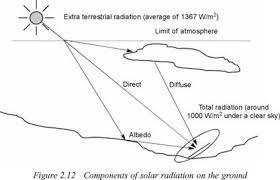 Extra terrestrial radiation (average of 1367 W/m²)
Limit of atmosphere
Direct
Diffuse
Total radiation (around
1000 W/m² under a clear sky)
Albedo
Figure 2.12 Components of solar radiation on the ground